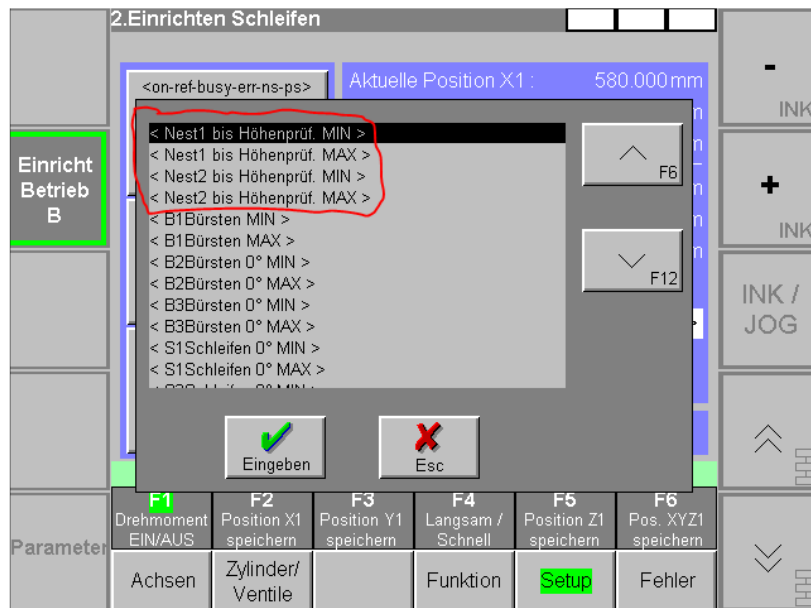 2.Einrichten Schleifen
<on-ref-busy-err-ns-ps>
Aktuelle Position X1 : 580.000 mm
< Nest1 bis Höhenprüf. MIN >
< Nest1 bis Höhenprüf. MAX >
< Nest2 bis Höhenprüf. MIN >
< Nest2 bis Höhenprüf. MAX >
< B1Bürsten MIN >
< B1Bürsten MAX >
< B2Bürsten 0° MIN >
< B2Bürsten 0° MAX >
< B3Bürsten 0° MIN >
< B3Bürsten 0° MAX >
< S1Schleifen 0° MIN >
< S1Schleifen 0° MAX >
F6
F12
Eingeben
Esc
Einricht
Betrieb
B
Parameter
-
INK
+
INK
INK /
JOG
F1
Drehmoment
EIN/AUS
F2
Position X1
speichern
F3
Position Y1
speichern
F4
Langsam /
Schnell
F5
Position Z1
speichern
F6
Pos. XYZ1
speichern
Achsen
Zylinder/
Ventile
Funktion
Setup
Fehler